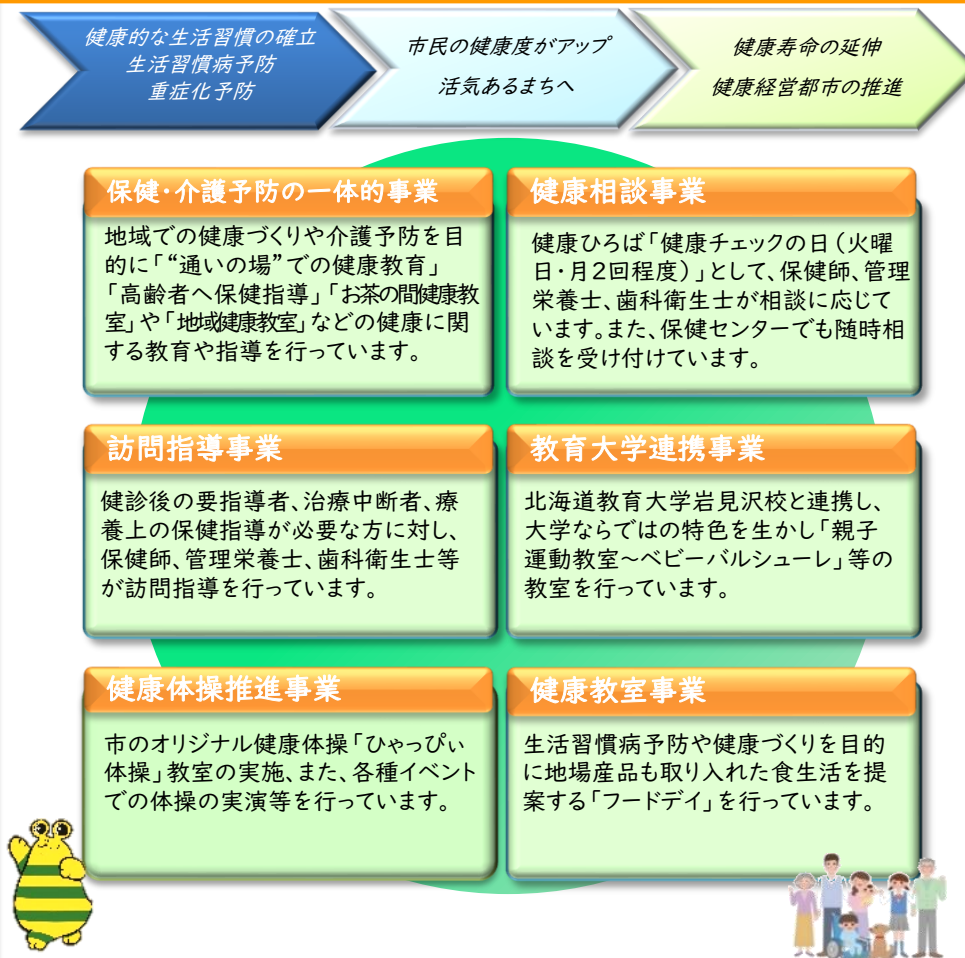 健康的な生活習慣の確立
生活習慣病予防
重症化予防
市民の健康度がアップ
活気あるまちへ
健康寿命の延伸
健康経営都市の推進
保健・介護予防の一体的事業
地域での健康づくりや介護予防を目
的に「“通いの場”での健康教育」
「高齢者へ保健指導」「お茶の間健康教
室」や「地域健康教室」などの健康に関
する教育や指導を行っています。
健康相談事業
健康ひろば「健康チェックの日(火曜
日・月2回程度)」として、保健師、管理
栄養士、歯科衛生士が相談に応じて
います。また、保健センターでも随時相
談を受け付けています。
訪問指導事業
健診後の要指導者、治療中断者、療
養上の保健指導が必要な方に対し、
保健師、管理栄養士、歯科衛生士等
が訪問指導を行っています。
教育大学連携事業
北海道教育大学岩見沢校と連携し、
大学ならではの特色を生かし「親子
運動教室~ベビーバルシューレ」等の
教室を行っています。
健康体操推進事業
市のオリジナル健康体操「ひゃっぴぃ
体操」教室の実施、また、各種イベント
での体操の実演等を行っています。
健康教室事業
生活習慣病予防や健康づくりを目的
に地場産品も取り入れた食生活を提
案する「フードデイ」を行っています。